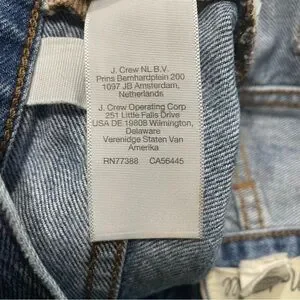 J. Crew NL B.V.
Prins Bernhardplein 200
1097 JB Amsterdam,
Netherlands
J. Crew Operating Corp
251 Little Falls Drive
USA DE 19808 Wilmington,
Delaware
Verenidge Staten Van
Amerika
RN77388 CA56445